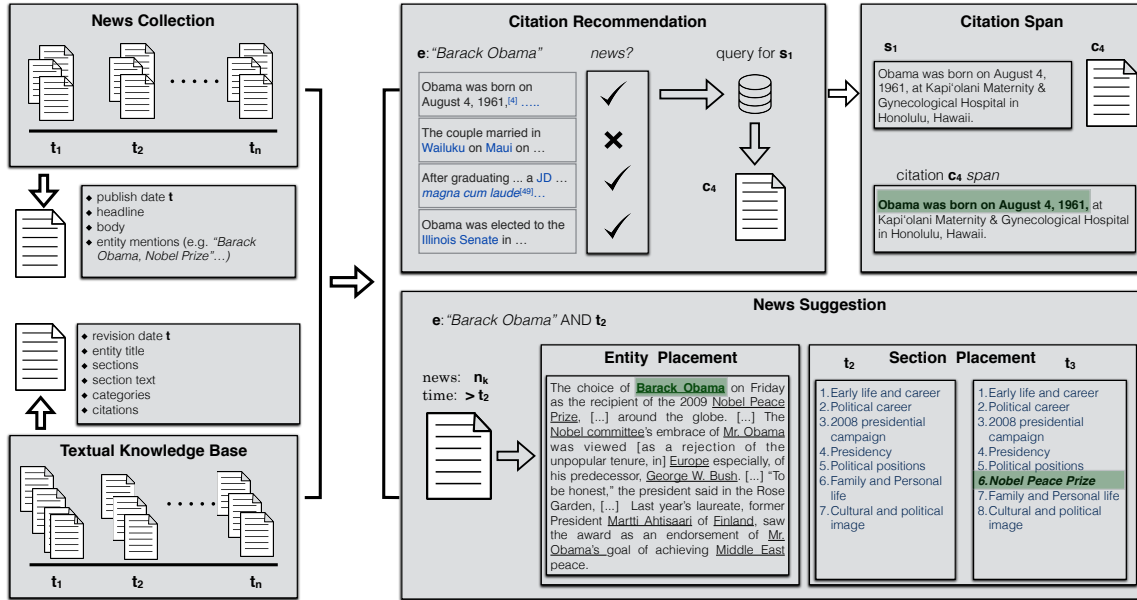 News Collection
t1
t2
tn
◆ publish date t
◆ headline
◆ body
◆ entity mentions (e.g. “Barack
Obama, Nobel Prize”…)
◆ revision date t
◆ entity title
◆ sections
◆ section text
◆ categories
◆ citations
Textual Knowledge Base
t1
t2
tn
Citation Recommendation
e: “Barack Obama”
news?
query for s1
Obama was born on
August 4, 1961,[4] …..
The couple married in
Wailuku on Maui on …
After graduating ... a JD …
magna cum laude[49]…
Obama was elected to the
Illinois Senate in …
c4
Citation Span
s1
c4
Obama was born on August 4,
1961, at Kapiʻolani Maternity &
Gynecological Hospital in
Honolulu, Hawaii.
citation c4 span
Obama was born on August 4, 1961, at
Kapiʻolani Maternity & Gynecological Hospital
in Honolulu, Hawaii.
News Suggestion
e: “Barack Obama” AND t2
news: nk
time: > t2
Entity Placement
The choice of Barack Obama on Friday
as the recipient of the 2009 Nobel Peace
Prize, [...] around the globe. [...] The
Nobel committee’s embrace of Mr. Obama
was viewed [as a rejection of the
unpopular tenure, in] Europe especially, of
his predecessor, George W. Bush. [...] “To
be honest,” the president said in the Rose
Garden, [...] Last year’s laureate, former
President Martti Ahtisaari of Finland, saw
the award as an endorsement of Mr.
Obama’s goal of achieving Middle East
peace.
t2
Section Placement
t3
1. Early life and career
2. Political career
3. 2008 presidential
campaign
4. Presidency
5. Political positions
6. Family and Personal
life
7. Cultural and political
image
1. Early life and career
2. Political career
3. 2008 presidential
campaign
4. Presidency
5. Political positions
6. Nobel Peace Prize
7. Family and Personal life
8. Cultural and political
image